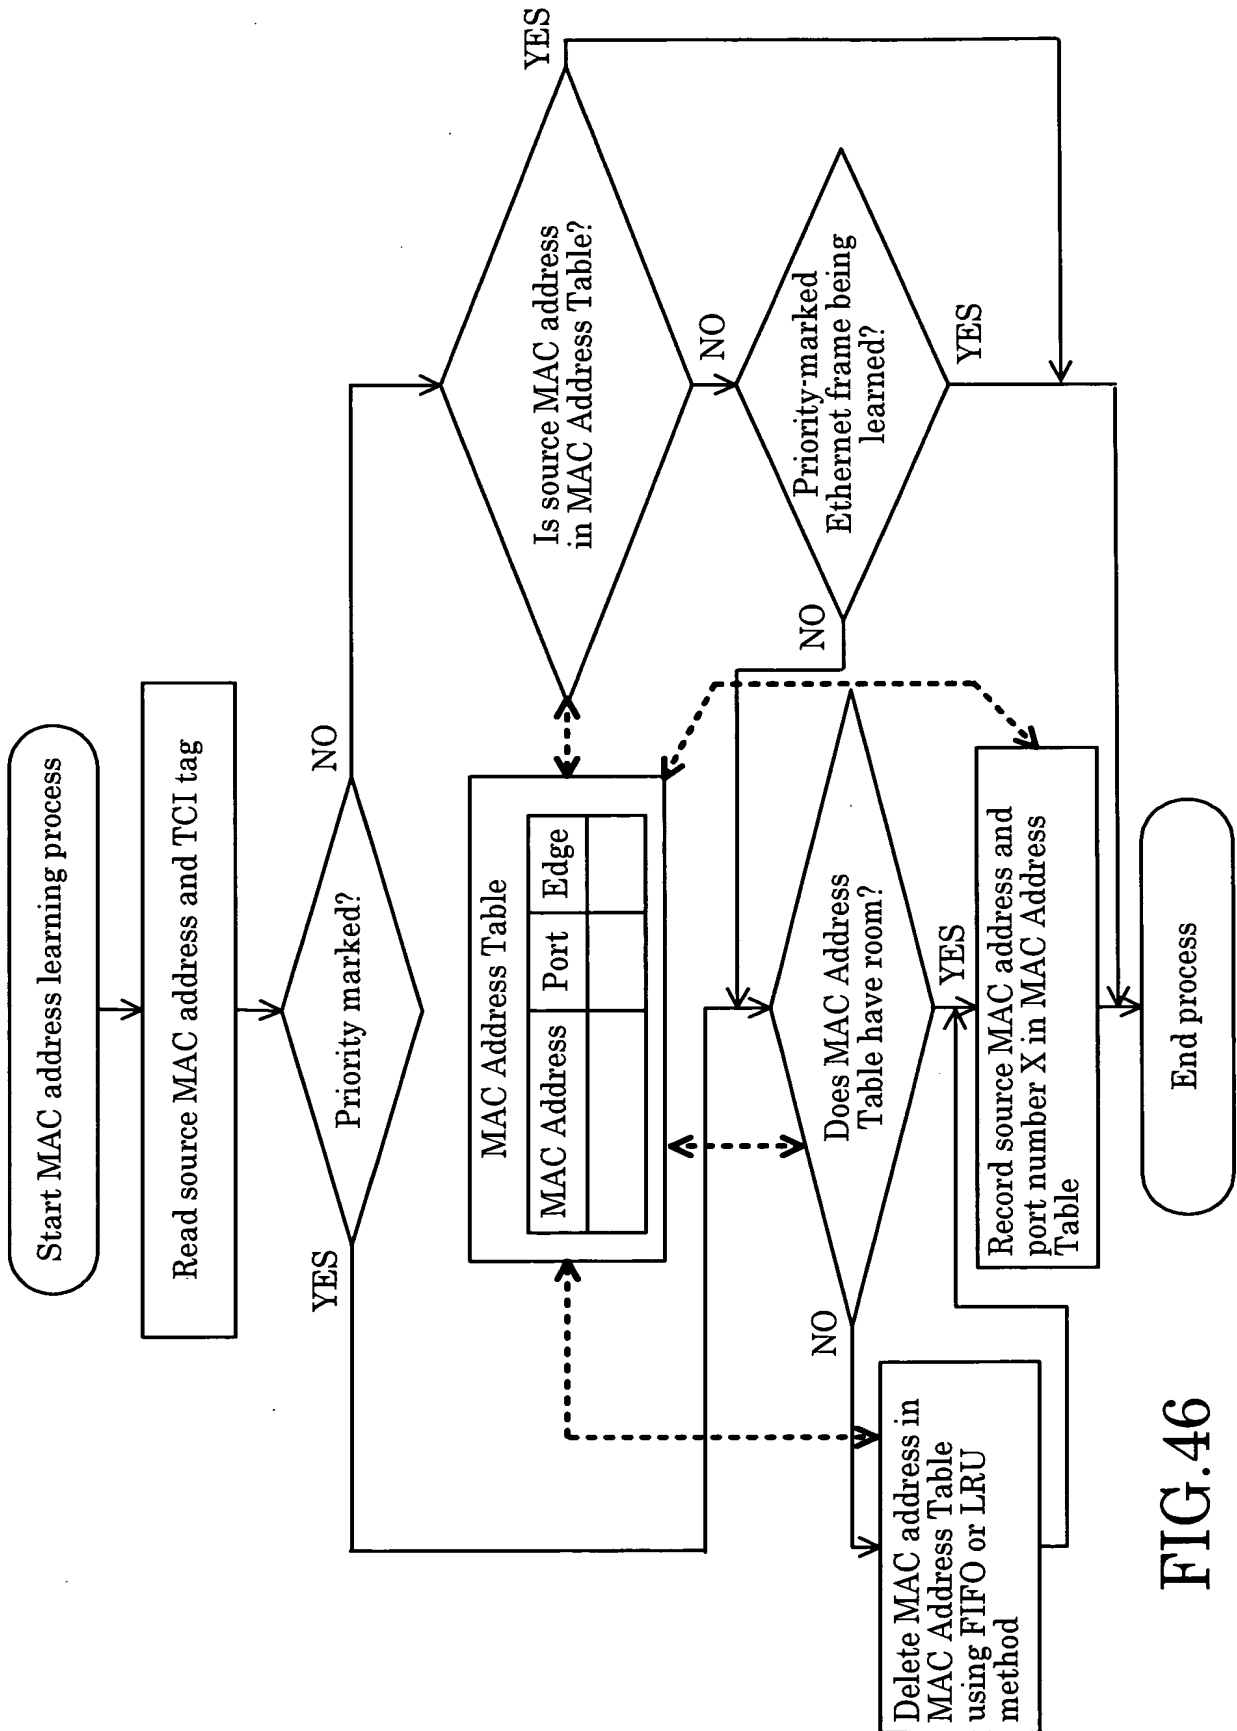 Start MAC address learning process
Read source MAC address and TCI tag
Priority marked?
YES
NO
MAC Address Table
MAC Address
Port
Edge
Is source MAC address
in MAC Address Table?
YES
NO
Priority-marked
Ethernet frame being
learned?
NO
YES
Does MAC Address
Table have room?
NO
YES
Delete MAC address in
MAC Address Table
using FIFO or LRU
method
Record source MAC address and
port number X in MAC Address
Table
End process
FIG.46